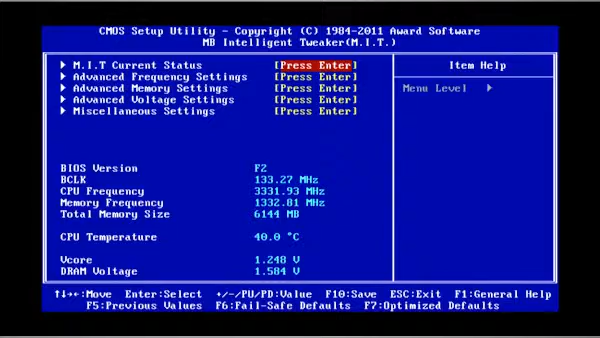 CMOS Setup Utility - Copyright (C) 1984-2011 Award Software
MB Intelligent Tweaker(M.I.T.)
▶ M.I.T Current Status [Press Enter]
▶ Advanced Frequency Settings [Press Enter]
▶ Advanced Memory Settings [Press Enter]
▶ Advanced Voltage Settings [Press Enter]
▶ Miscellaneous Settings [Press Enter]
Item Help
Menu Level ▶
BIOS Version F2
BCLK 133.27 MHz
CPU Frequency 3331.93 MHz
Memory Frequency 1332.81 MHz
Total Memory Size 6144 MB
CPU Temperature 40.0 °C
Vcore 1.248 V
DRAM Voltage 1.584 V
↑↓→←:Move Enter:Select +/-/PU/PD:Value F10:Save ESC:Exit F1:General Help
F5:Previous Values F6:Fail-Safe Defaults F7:Optimized Defaults